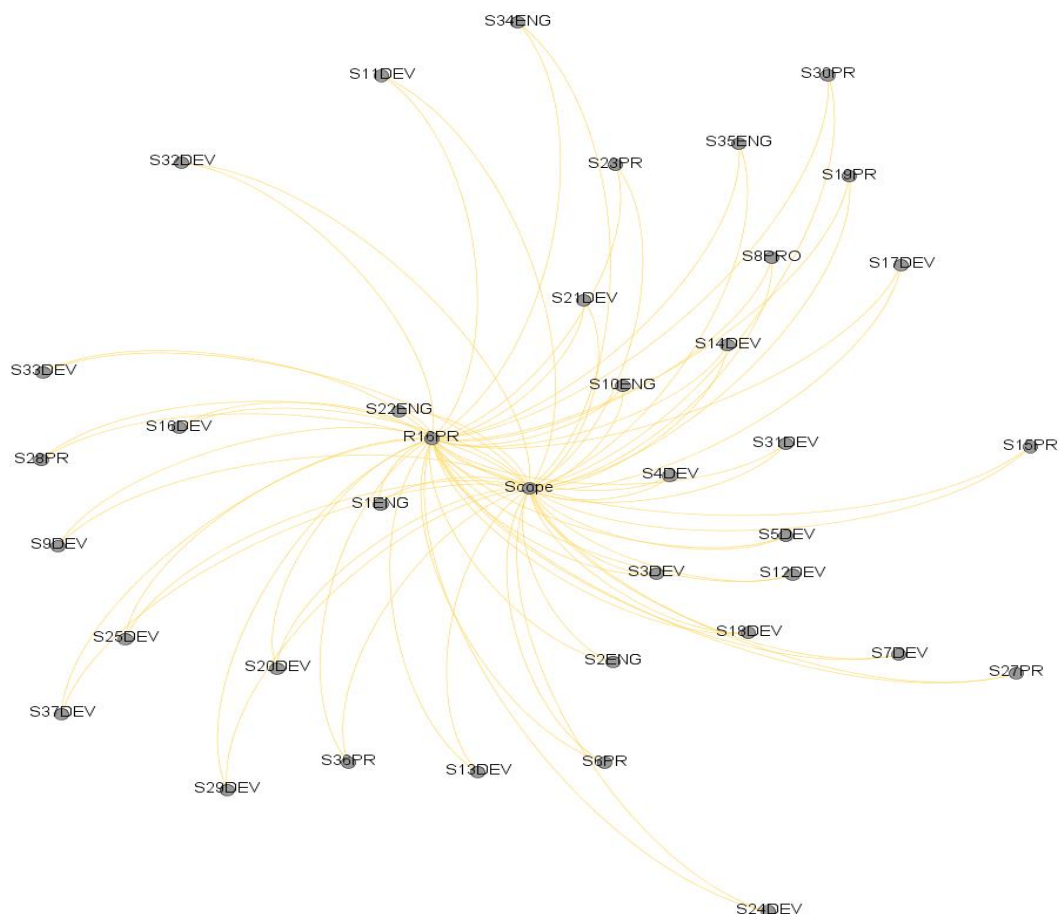 S34ENG
S11DEV
S30PR
S35ENG
S32DEV
S23PR
S19PR
S8PRO
S17DEV
S21DEV
S14DEV
S33DEV
S10ENG
S22ENG
S16DEV
R16PR
S31DEV
S15PR
S28PR
S4DEV
Scope
S1ENG
S5DEV
S9DEV
S3DEV
S12DEV
S18DEV
S25DEV
S20DEV
S2ENG
S7DEV
S27PR
S37DEV
S36PR
S6PR
S13DEV
S29DEV
S24DEV